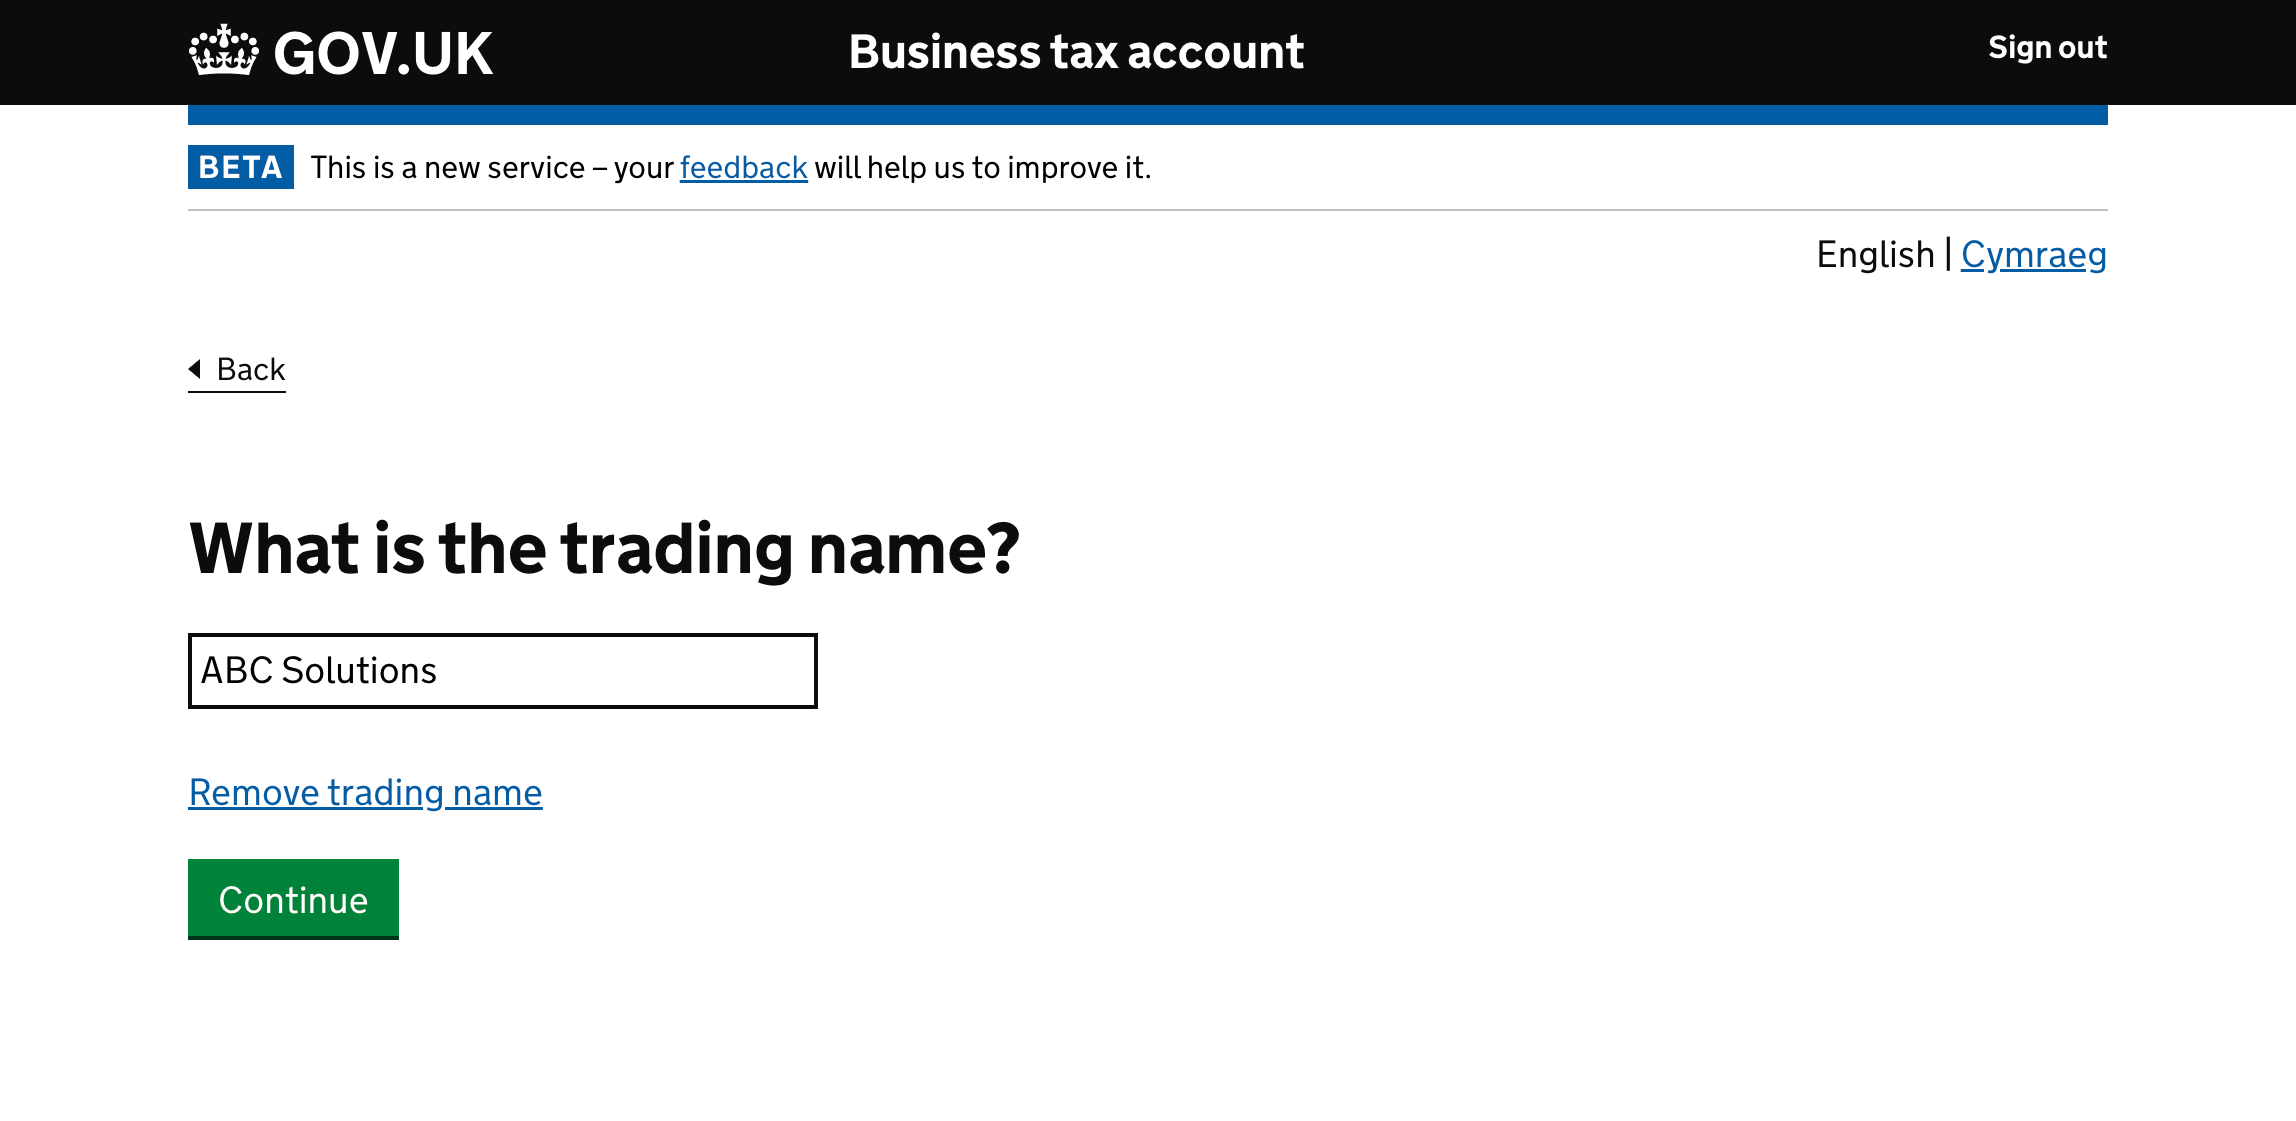 GOV.UK Business tax account Sign out
BETA This is a new service – your feedback will help us to improve it.
English | Cymraeg
Back
What is the trading name?
ABC Solutions
Remove trading name
Continue